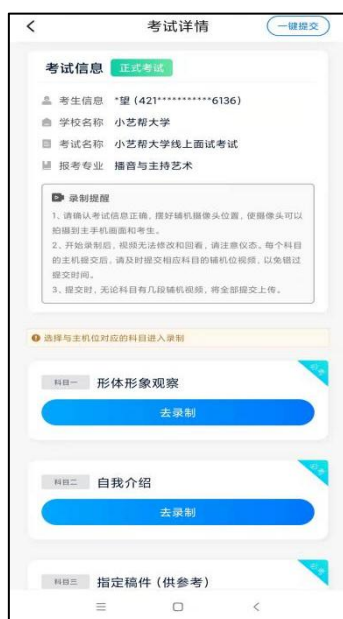 考试详情
一键提交
考试信息 正式考试
考生信息 *望 (421***********6136)
学校名称 小艺帮大学
考试名称 小艺帮大学线上面试考试
报考专业 播音与主持艺术
录制提醒
1、请确认考试信息正确,摆好辅机摄像头位置,使摄像头可以
拍摄到主手机画面和考生。
2、开始录制后,视频无法修改和回看,请注意仪态。每个科目
的主机提交后,请及时提交相应科目的辅机位视频,以免错过
提交时间。
3、提交时,无论科目有几段辅机视频,将全部提交上传。
选择与主机位对应的科目进入录制
科目一 形体形象观察
必考
去录制
科目二 自我介绍
必考
去录制
科目三 指定稿件 (供参考)
必考